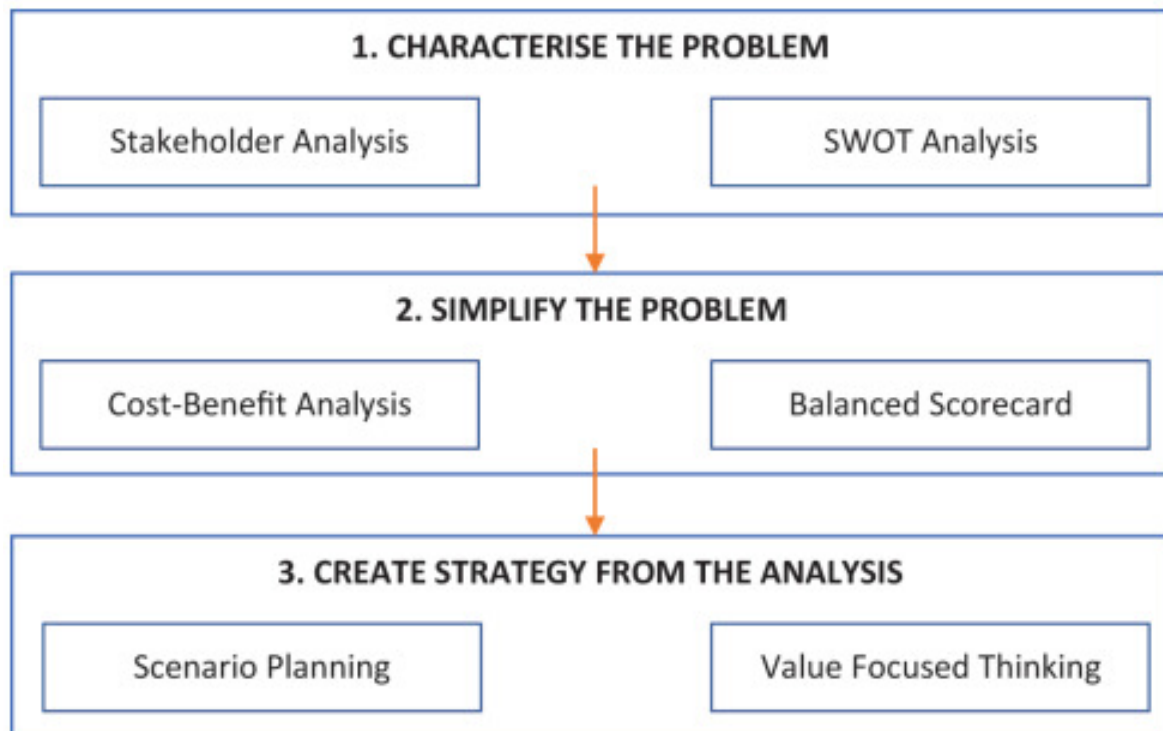 1. CHARACTERISE THE PROBLEM
Stakeholder Analysis
SWOT Analysis
2. SIMPLIFY THE PROBLEM
Cost-Benefit Analysis
Balanced Scorecard
3. CREATE STRATEGY FROM THE ANALYSIS
Scenario Planning
Value Focused Thinking